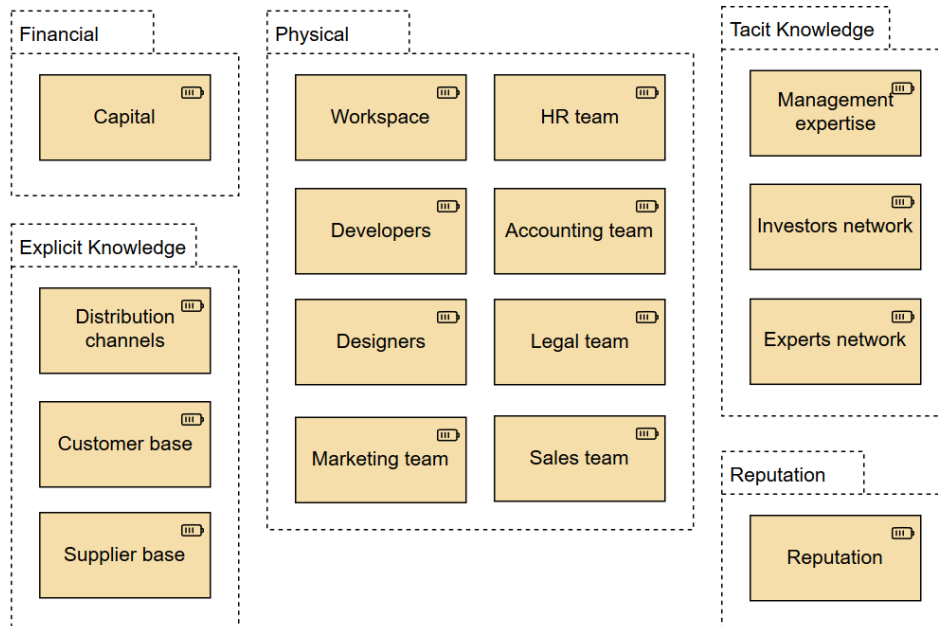 Financial
Capital
Explicit Knowledge
Distribution
channels
Customer base
Supplier base
Physical
Workspace
HR team
Developers
Accounting team
Designers
Legal team
Marketing team
Sales team
Tacit Knowledge
Management
expertise
Investors network
Experts network
Reputation
Reputation